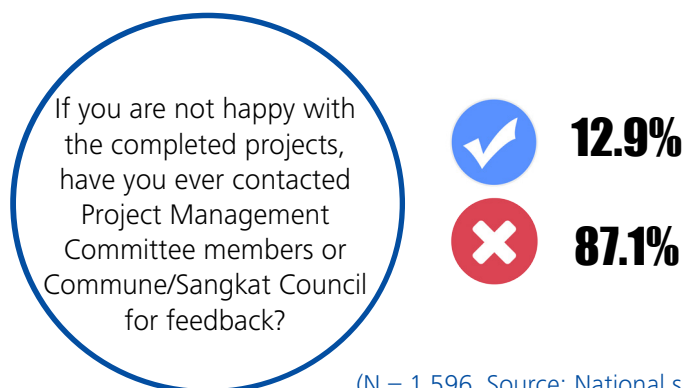 If you are not happy with
the completed projects,
have you ever contacted
Project Management
Committee members or
Commune/Sangkat Council
for feedback?
12.9%
87.1%
(N = 1,596, Source: National s